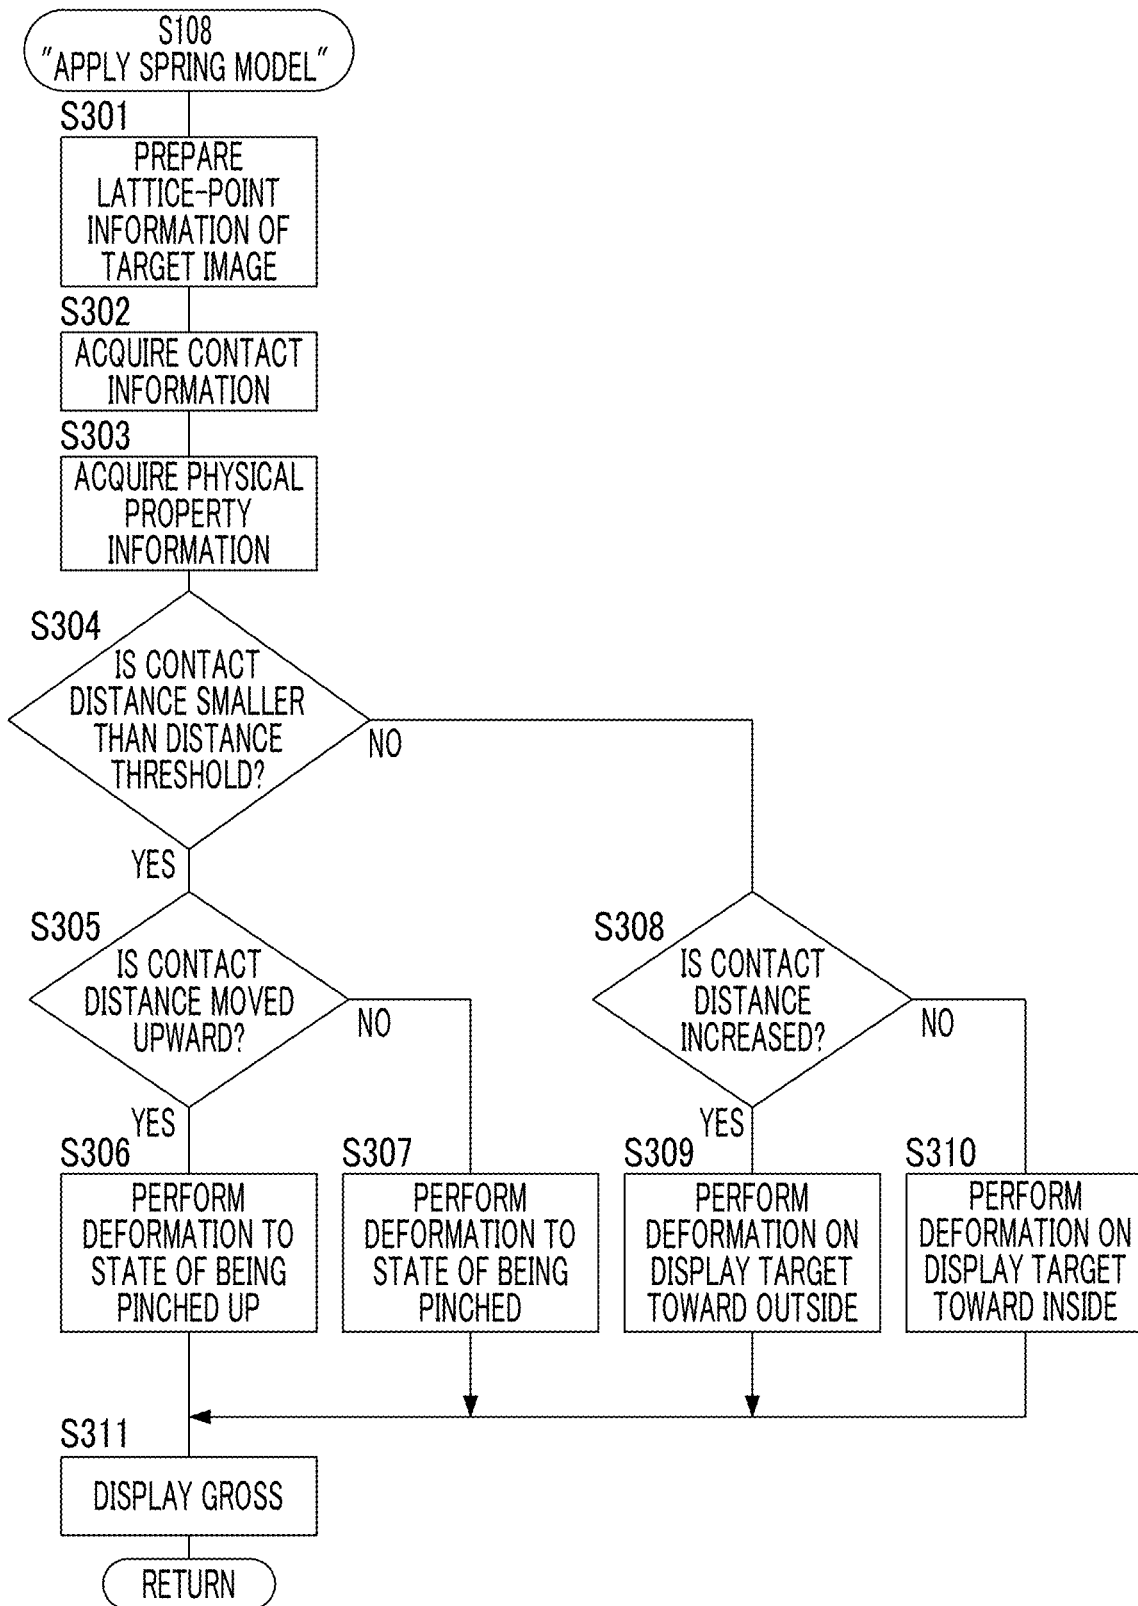 S108
"APPLY SPRING MODEL"
S301
PREPARE
LATTICE-POINT
INFORMATION OF
TARGET IMAGE
S302
ACQUIRE CONTACT
INFORMATION
S303
ACQUIRE PHYSICAL
PROPERTY
INFORMATION
S304
IS CONTACT
DISTANCE SMALLER
THAN DISTANCE
THRESHOLD?
NO
YES
S305
IS CONTACT
DISTANCE MOVED
UPWARD?
NO
YES
S308
IS CONTACT
DISTANCE
INCREASED?
NO
YES
S306
PERFORM
DEFORMATION TO
STATE OF BEING
PINCHED UP
S307
PERFORM
DEFORMATION TO
STATE OF BEING
PINCHED
S309
PERFORM
DEFORMATION ON
DISPLAY TARGET
TOWARD OUTSIDE
S310
PERFORM
DEFORMATION ON
DISPLAY TARGET
TOWARD INSIDE
S311
DISPLAY GROSS
RETURN